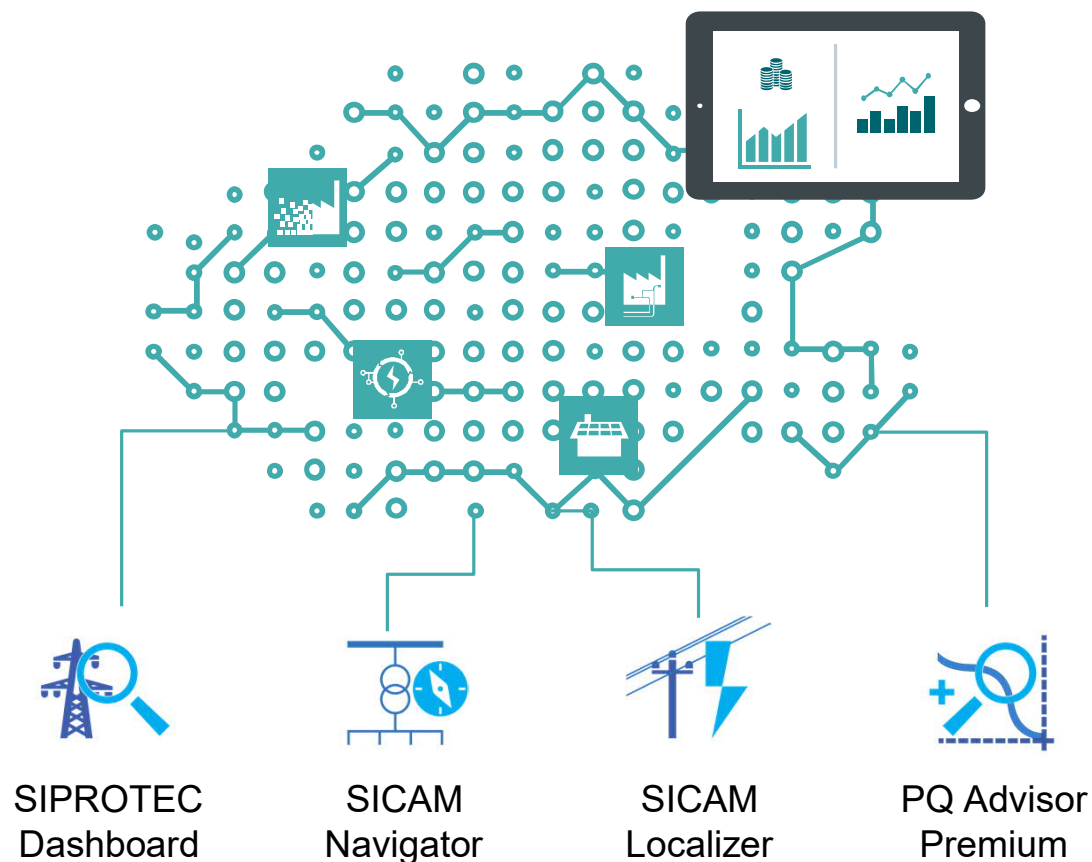 SIPROTEC
Dashboard
SICAM
Navigator
SICAM
Localizer
PQ Advisor
Premium